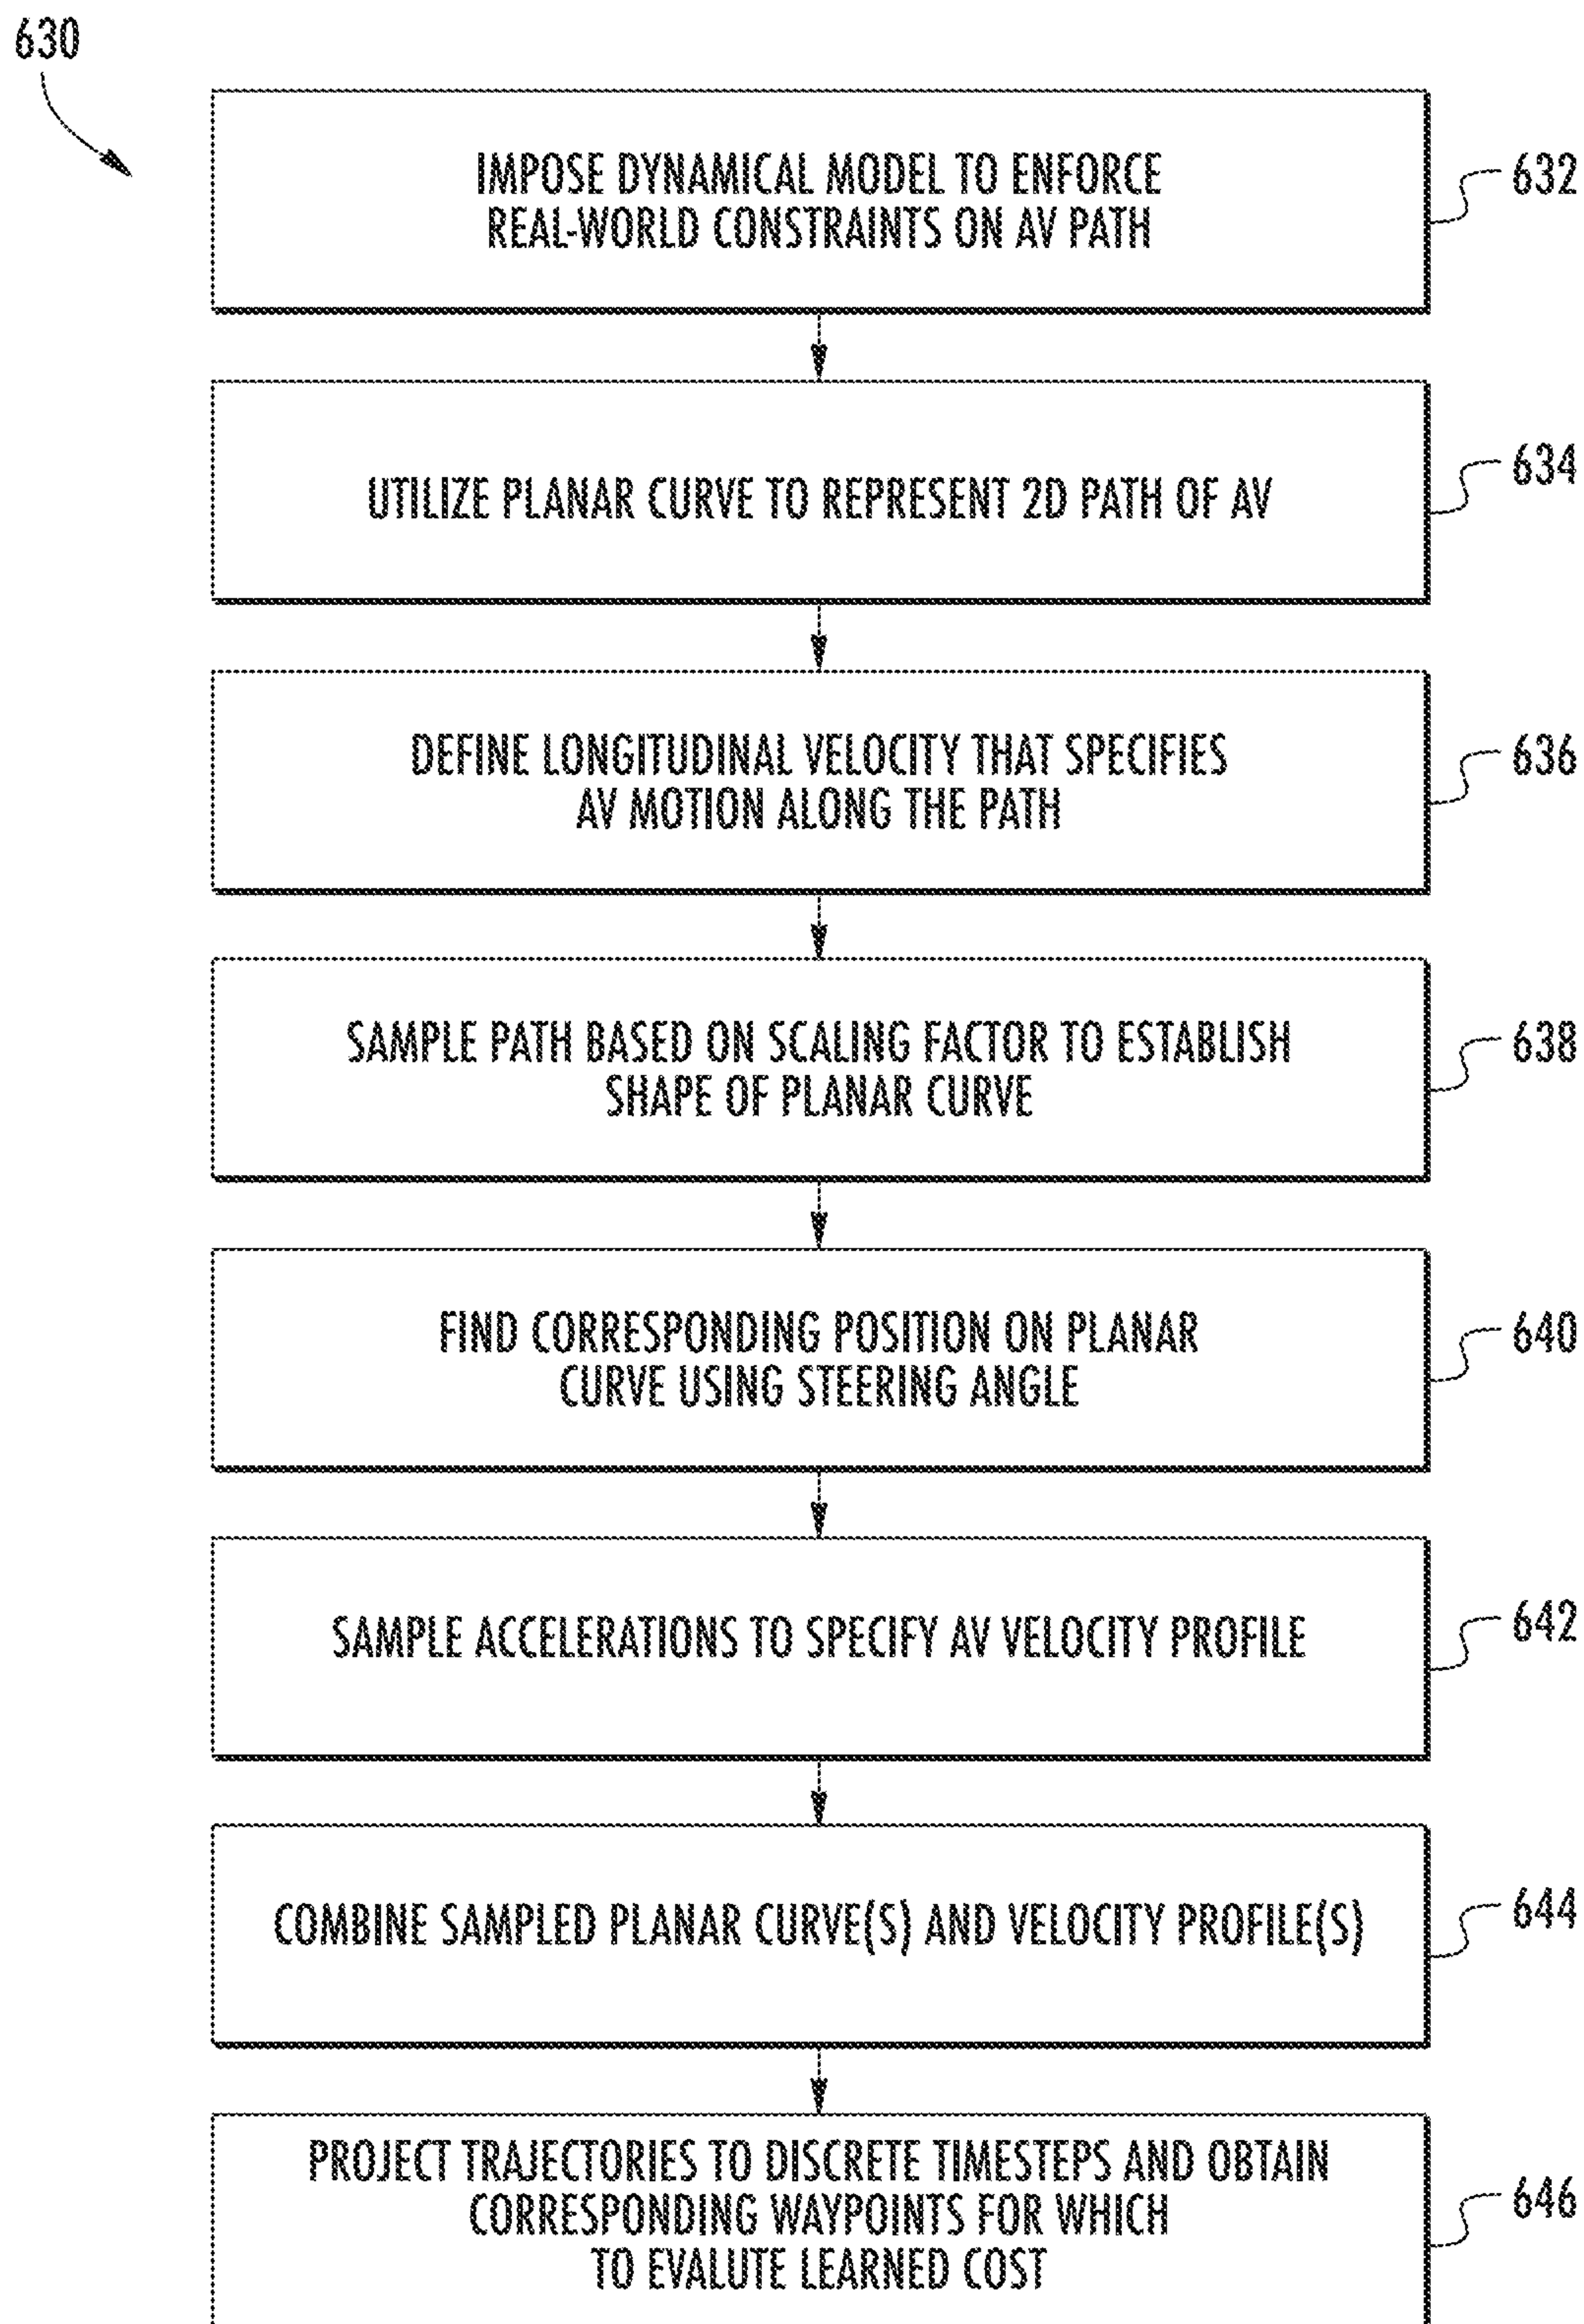 630
IMPOSE DYNAMICAL MODEL TO ENFORCE
REAL-WORLD CONSTRAINTS ON AV PATH
632
UTILIZE PLANAR CURVE TO REPRESENT 2D PATH OF AV
634
DEFINE LONGITUDINAL VELOCITY THAT SPECIFIES
AV MOTION ALONG THE PATH
636
SAMPLE PATH BASED ON SCALING FACTOR TO ESTABLISH
SHAPE OF PLANAR CURVE
638
FIND CORRESPONDING POSITION ON PLANAR
CURVE USING STEERING ANGLE
640
SAMPLE ACCELERATIONS TO SPECIFY AV VELOCITY PROFILE
642
COMBINE SAMPLED PLANAR CURVE(S) AND VELOCITY PROFILE(S)
644
PROJECT TRAJECTORIES TO DISCRETE TIMESTEPS AND OBTAIN
CORRESPONDING WAYPOINTS FOR WHICH
TO EVALUTE LEARNED COST
646